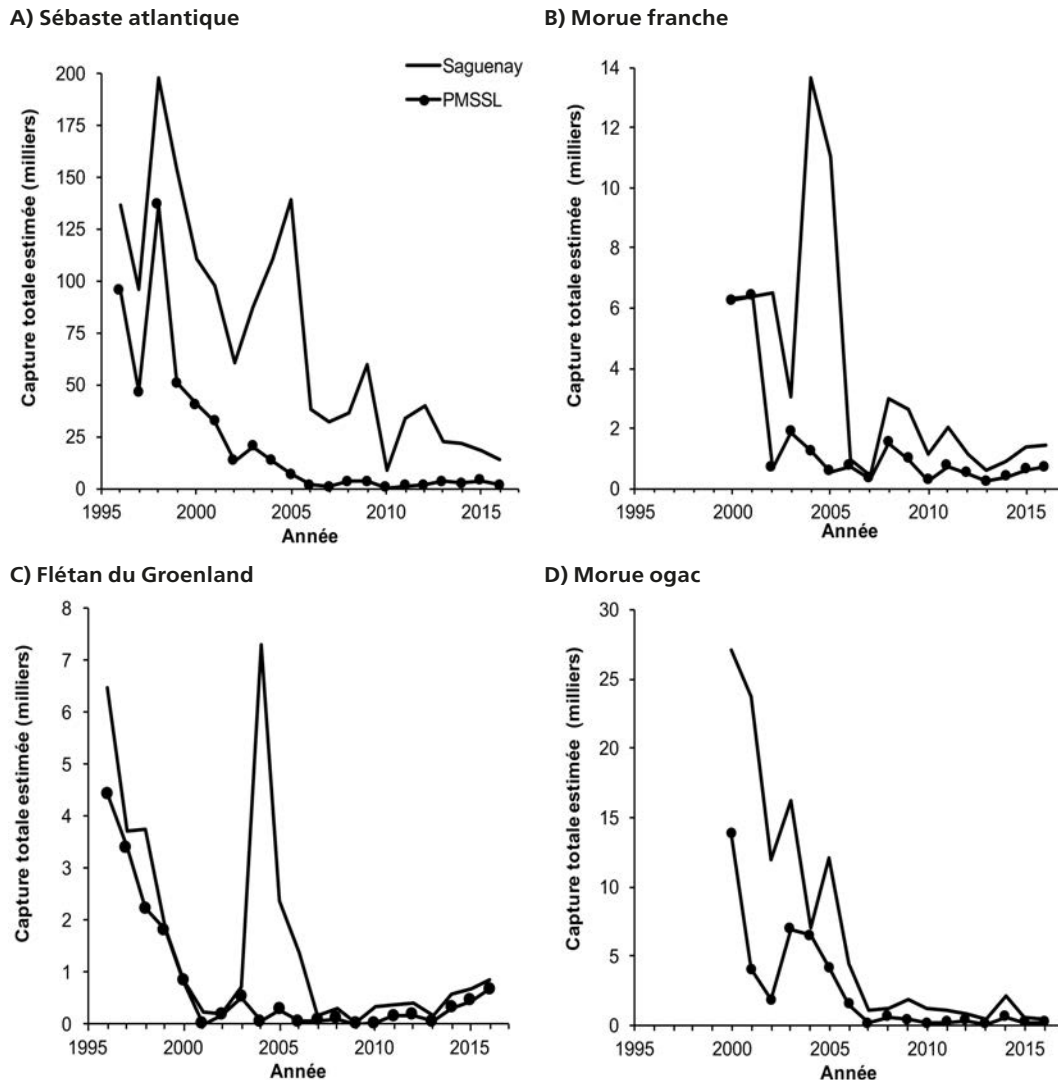 A) Sébaste atlantique
Capture totale estimée (milliers)
200
175
150
125
100
75
50
25
0
1995 2000 2005 2010 2015
Année
Saguenay
PMSSL
B) Morue franche
Capture totale estimée (milliers)
14
12
10
8
6
4
2
0
1995 2000 2005 2010 2015
Année
C) Flétan du Groenland
Capture totale estimée (milliers)
8
7
6
5
4
3
2
1
0
1995 2000 2005 2010 2015
Année
D) Morue ogac
Capture totale estimée (milliers)
30
25
20
15
10
5
0
1995 2000 2005 2010 2015
Année